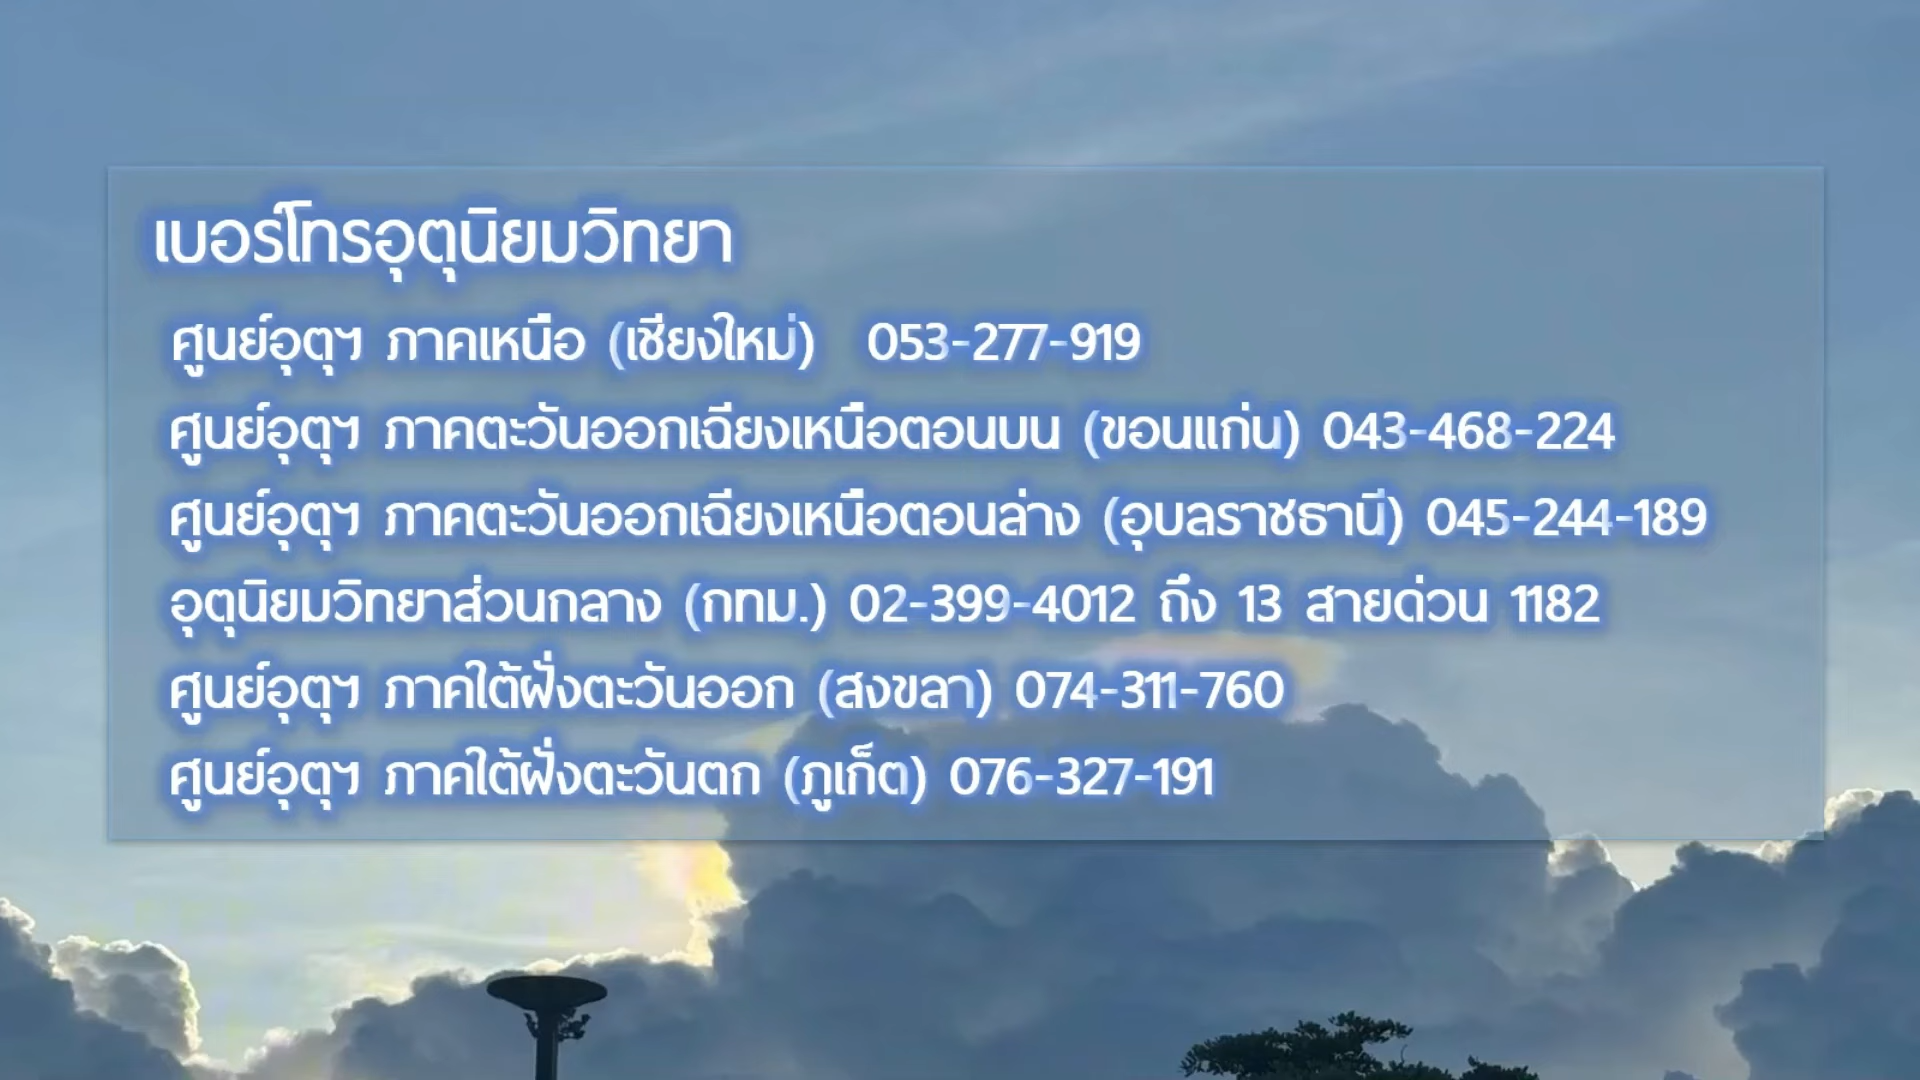 เบอร์โทรอุตุนิยมวิทยา
ศูนย์อุตุฯ ภาคเหนือ (เชียงใหม่) 053-277-919
ศูนย์อุตุฯ ภาคตะวันออกเฉียงเหนือตอนบน (ขอนแก่น) 043-468-224
ศูนย์อุตุฯ ภาคตะวันออกเฉียงเหนือตอนล่าง (อุบลราชธานี) 045-244-189
อุตุนิยมวิทยาส่วนกลาง (กทม.) 02-399-4012 ถึง 13 สายด่วน 1182
ศูนย์อุตุฯ ภาคใต้ฝั่งตะวันออก (สงขลา) 074-311-760
ศูนย์อุตุฯ ภาคใต้ฝั่งตะวันตก (ภูเก็ต) 076-327-191